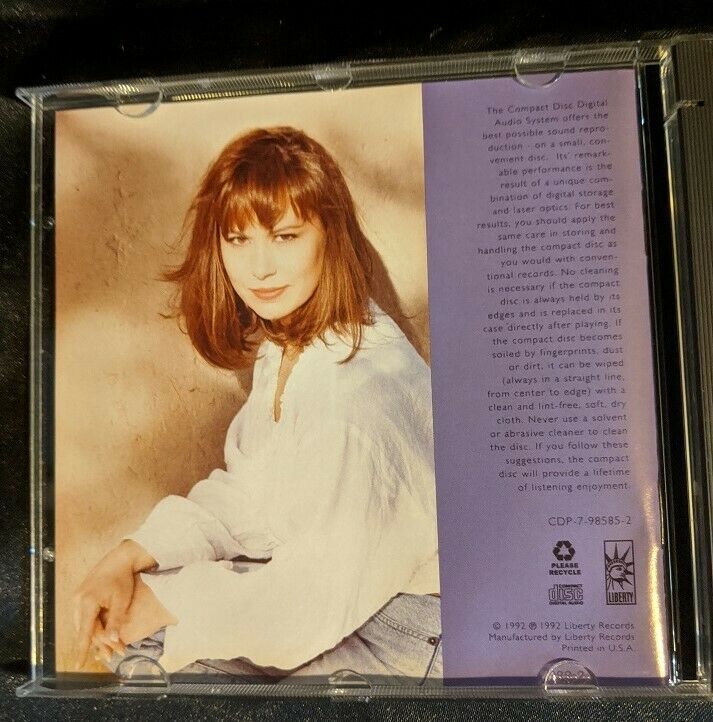 The Compact Disc Digital
Audio System offers the
best possible sound repro-
duction - on a small, con-
venient disc. Its' remark-
able performance is the
result of a unique com-
bination of digital storage
and laser optics. For best
results, you should apply the
same care in storing and
handling the compact disc as
you would with conven-
tional records. No cleaning
is necessary if the compact
disc is always held by its
edges and is replaced in its
case directly after playing. If
the compact disc becomes
soiled by fingerprints, dust
or dirt, it can be wiped
(always in a straight line,
from center to edge) with a
clean and lint-free, soft, dry
cloth. Never use a solvent
or abrasive cleaner to clean
the disc. If you follow these
suggestions, the compact
disc will provide a lifetime
of listening enjoyment.
CDP-7-98585-2
PLEASE
RECYCLE
COMPACT
disc
DIGITAL AUDIO
LIBERTY
© 1992 ℗ 1992 Liberty Records
Manufactured by Liberty Records
Printed in U.S.A.